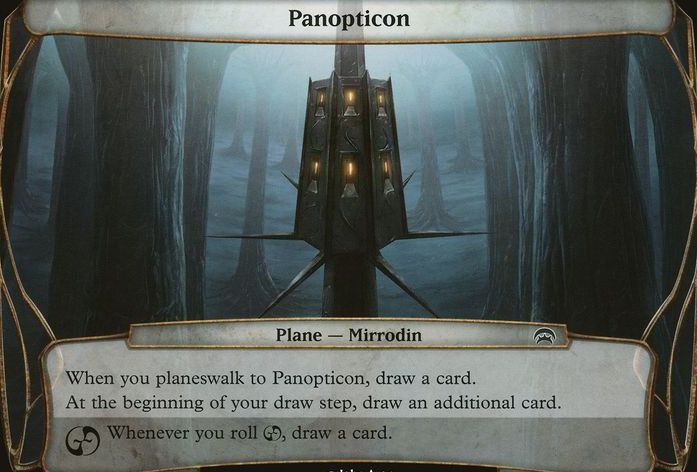 Panopticon
Plane — Mirrodin
When you planeswalk to Panopticon, draw a card.
At the beginning of your draw step, draw an additional card.
Whenever you roll , draw a card.